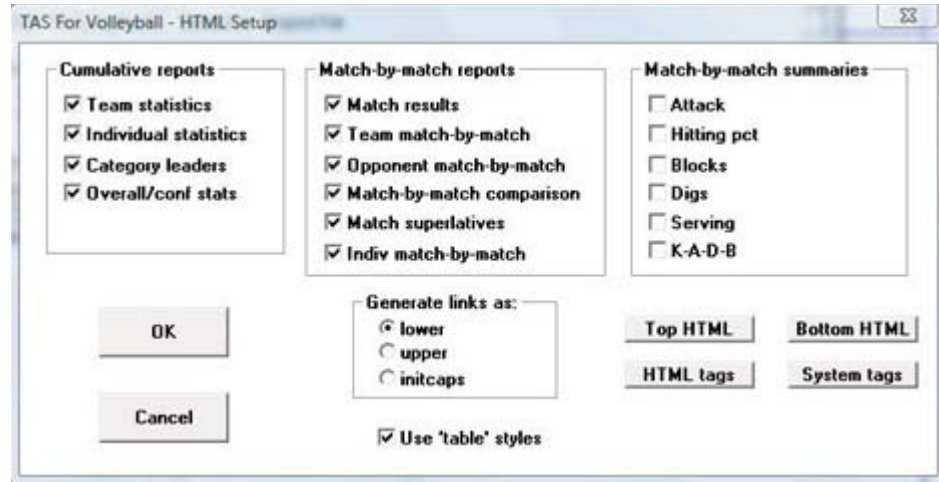 TAS For Volleyball - HTML Setup
Cumulative reports
Team statistics
Individual statistics
Category leaders
Overall/conf stats
Match-by-match reports
Match results
Team match-by-match
Opponent match-by-match
Match-by-match comparison
Match superlatives
Indiv match-by-match
Match-by-match summaries
Attack
Hitting pct
Blocks
Digs
Serving
K-A-D-B
OK
Cancel
Generate links as:
lower
upper
initcaps
Use 'table' styles
Top HTML
Bottom HTML
HTML tags
System tags